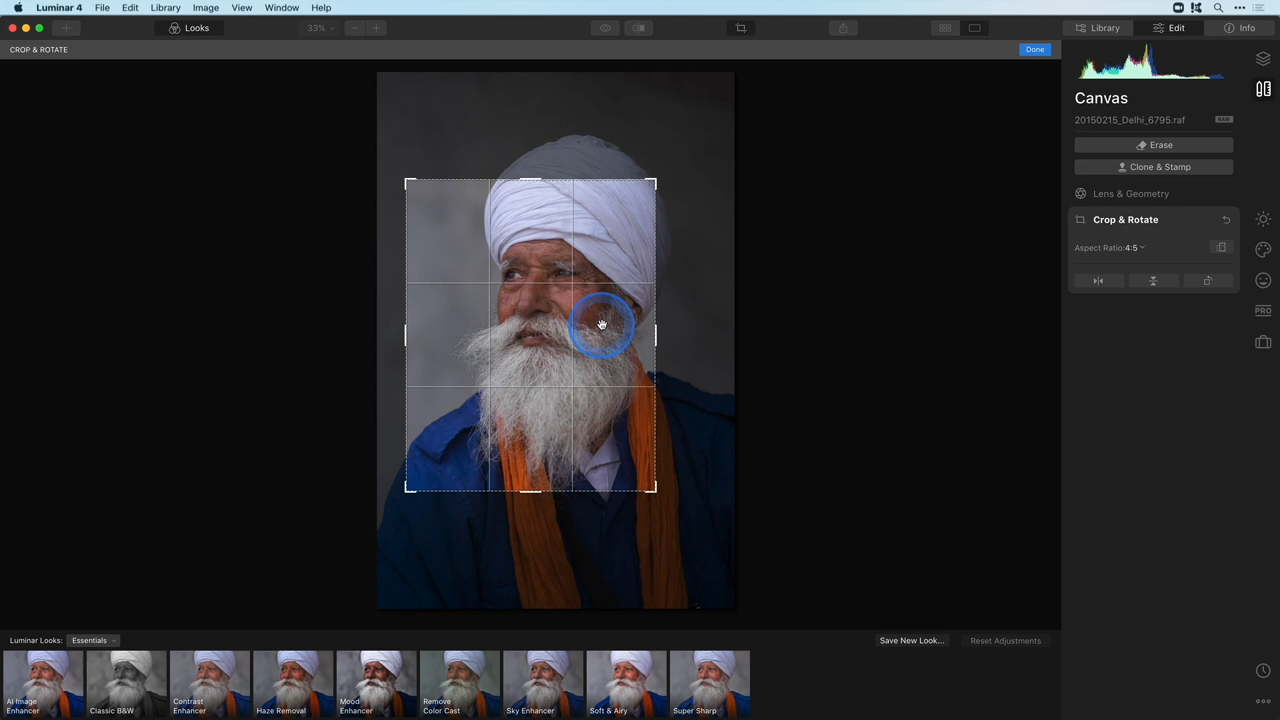 Luminar 4 File Edit Library Image View Window Help
Looks 33% Library Edit Info
CROP & ROTATE Done
Canvas
20150215_Delhi_6795.raf RAW
Erase
Clone & Stamp
Lens & Geometry
Crop & Rotate
Aspect Ratio: 4:5
PRO
Luminar Looks: Essentials Save New Look... Reset Adjustments
AI Image Enhancer
Classic B&W
Contrast Enhancer
Haze Removal
Mood Enhancer
Remove Color Cast
Sky Enhancer
Soft & Airy
Super Sharp